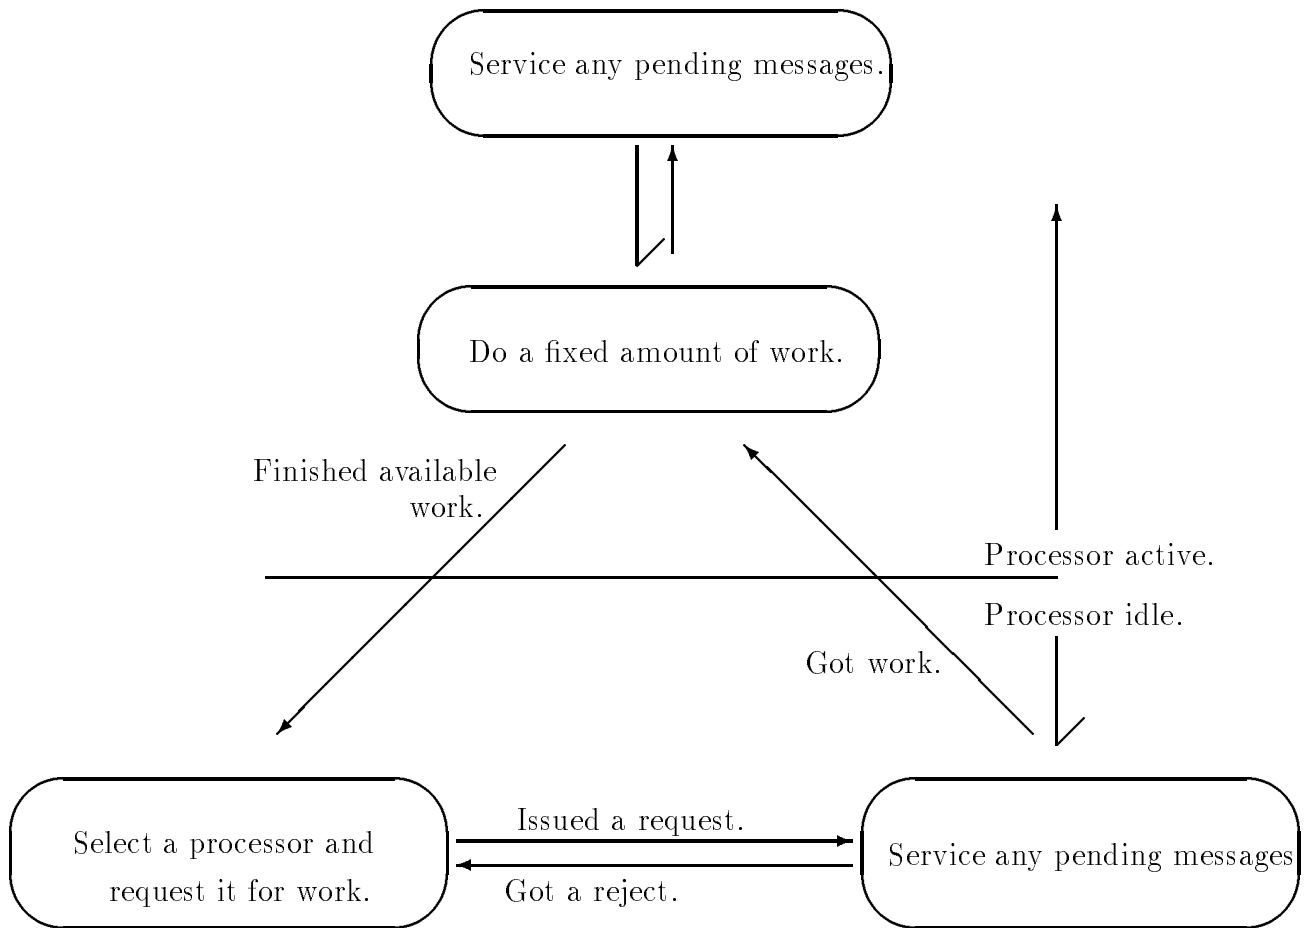 Service any pending messages.
Do a fixed amount of work.
Finished available
work.
Processor active.
Processor idle.
Got work.
Issued a request.
Select a processor and
request it for work.
Service any pending messages
Got a reject.